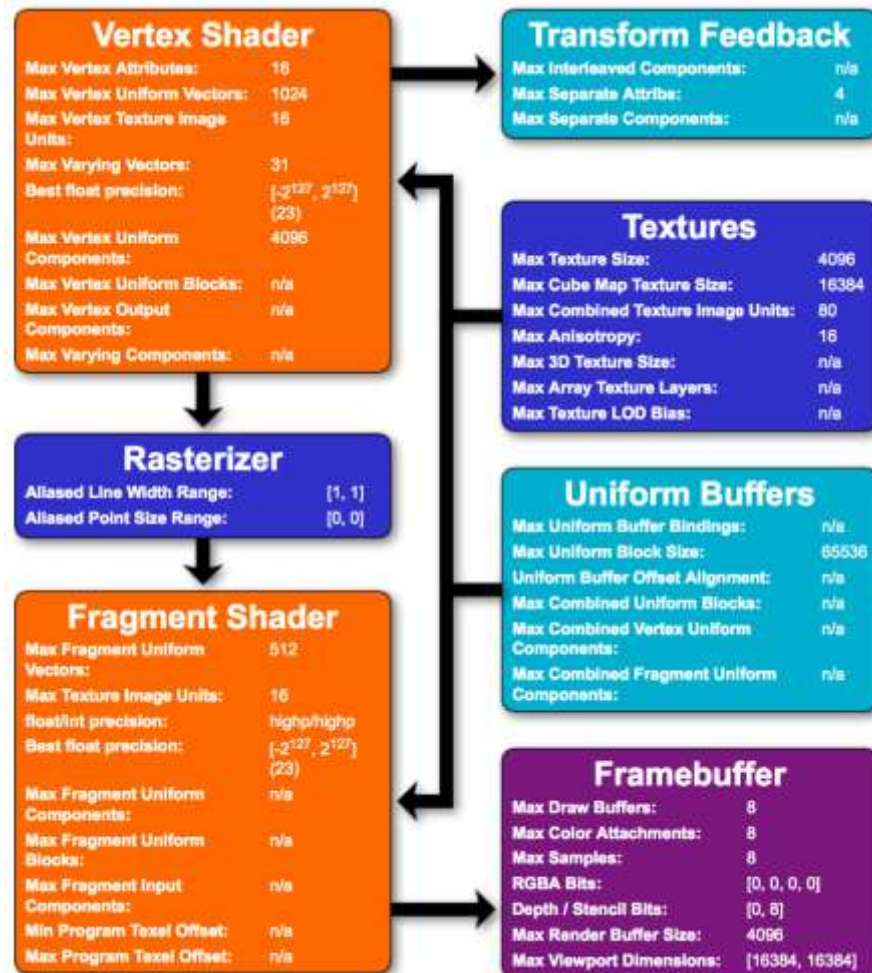 Vertex Shader
Max Vertex Attributes: 16
Max Vertex Uniform Vectors: 1024
Max Vertex Texture Image 16
Units:
Max Varying Vectors: 31
Best float precision: [-2¹²⁷, 2¹²⁷]
(23)
Max Vertex Uniform 4096
Components:
Max Vertex Uniform Blocks: n/a
Max Vertex Output n/a
Components:
Max Varying Components: n/a
Transform Feedback
Max Interleaved Components: n/a
Max Separate Attribs: 4
Max Separate Components: n/a
Textures
Max Texture Size: 4096
Max Cube Map Texture Size: 16384
Max Combined Texture Image Units: 80
Max Anisotropy: 16
Max 3D Texture Size: n/a
Max Array Texture Layers: n/a
Max Texture LOD Bias: n/a
Rasterizer
Aliased Line Width Range: [1, 1]
Aliased Point Size Range: [0, 0]
Uniform Buffers
Max Uniform Buffer Bindings: n/a
Max Uniform Block Size: 65536
Uniform Buffer Offset Alignment: n/a
Max Combined Uniform Blocks: n/a
Max Combined Vertex Uniform n/a
Components:
Max Combined Fragment Uniform n/a
Components:
Fragment Shader
Max Fragment Uniform 512
Vectors:
Max Texture Image Units: 16
float/int precision: highp/highp
Best float precision: [-2¹²⁷, 2¹²⁷]
(23)
Max Fragment Uniform n/a
Components:
Max Fragment Uniform n/a
Blocks:
Max Fragment Input n/a
Components:
Min Program Texel Offset: n/a
Max Program Texel Offset: n/a
Framebuffer
Max Draw Buffers: 8
Max Color Attachments: 8
Max Samples: 8
RGBA Bits: [0, 0, 0, 0]
Depth / Stencil Bits: [0, 8]
Max Render Buffer Size: 4096
Max Viewport Dimensions: [16384, 16384]